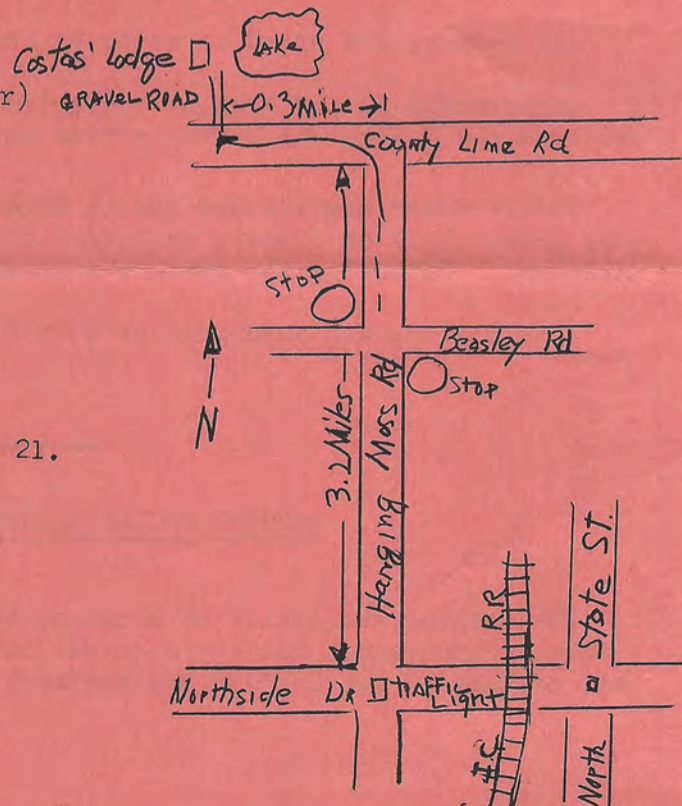 Costas' Lodge
LAKE
r) GRAVEL ROAD
0.3 MILE
County Line Rd
STOP
Beasley Rd
STOP
N
3.2 Miles
Hanging Moss Rd
21.
R.R
State ST.
Northside DR
TRAFFIC
Light
North